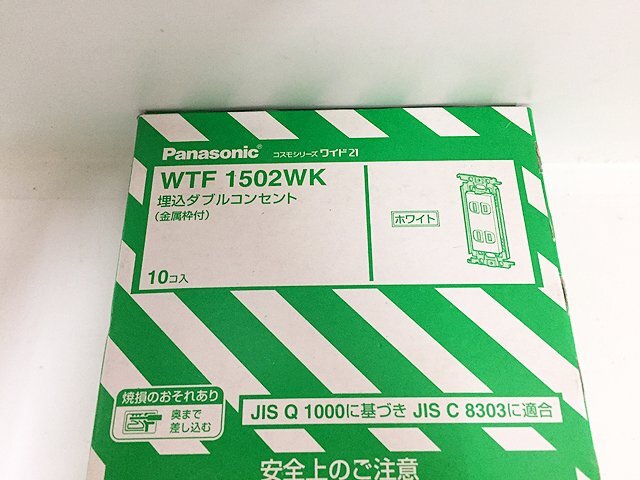 Panasonic® コスモシリーズ ワイド21
WTF 1502WK
埋込ダブルコンセント
(金属枠付)
ホワイト
10コ入
焼損のおそれあり
奥まで
差し込む
JIS Q 1000に基づき JIS C 8303に適合
安全上のご注意